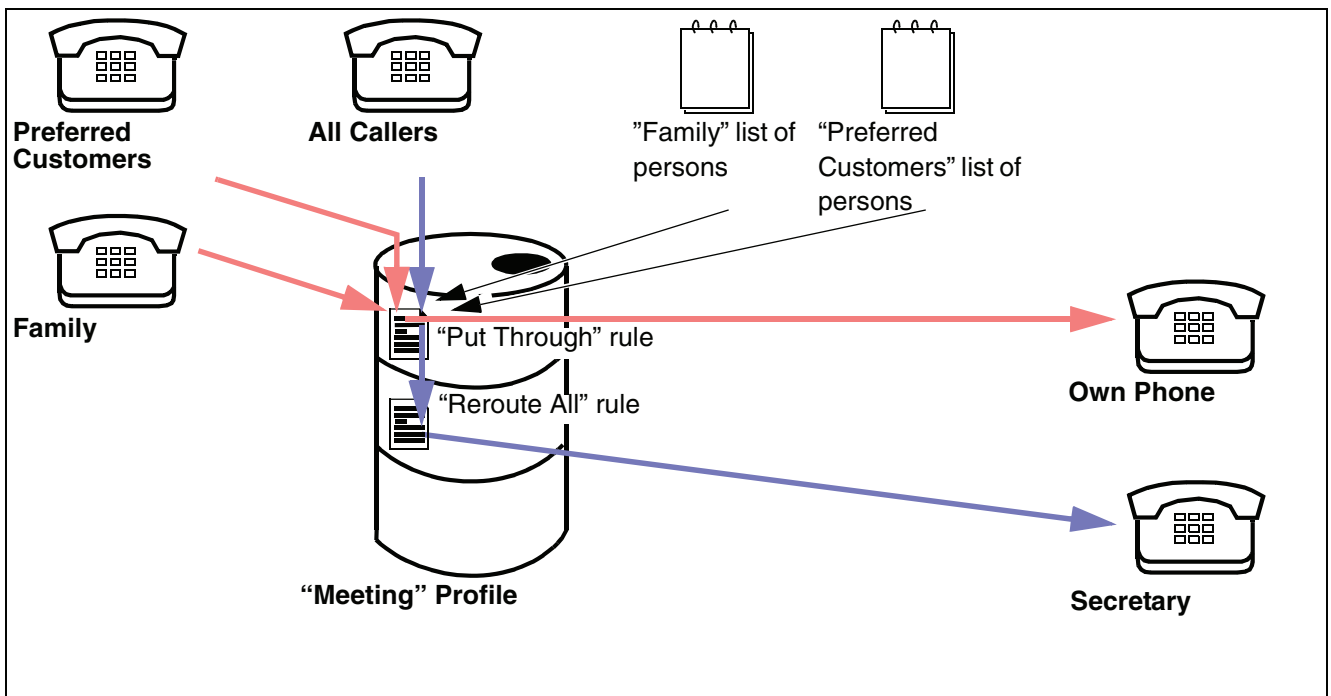 Preferred
Customers
All Callers
”Family” list of
persons
“Preferred
Customers” list of
persons
Family
“Put Through” rule
Own Phone
“Reroute All” rule
“Meeting” Profile
Secretary